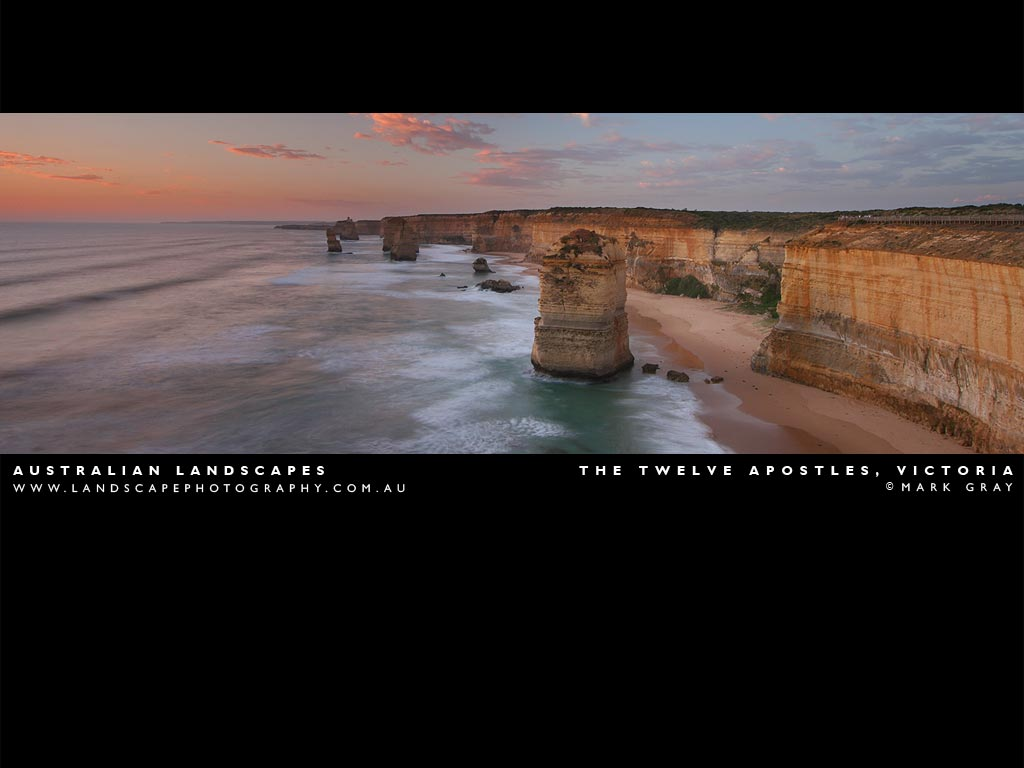 AUSTRALIAN LANDSCAPES
WWW.LANDSCAPEPHOTOGRAPHY.COM.AU
THE TWELVE APOSTLES, VICTORIA
© MARK GRAY